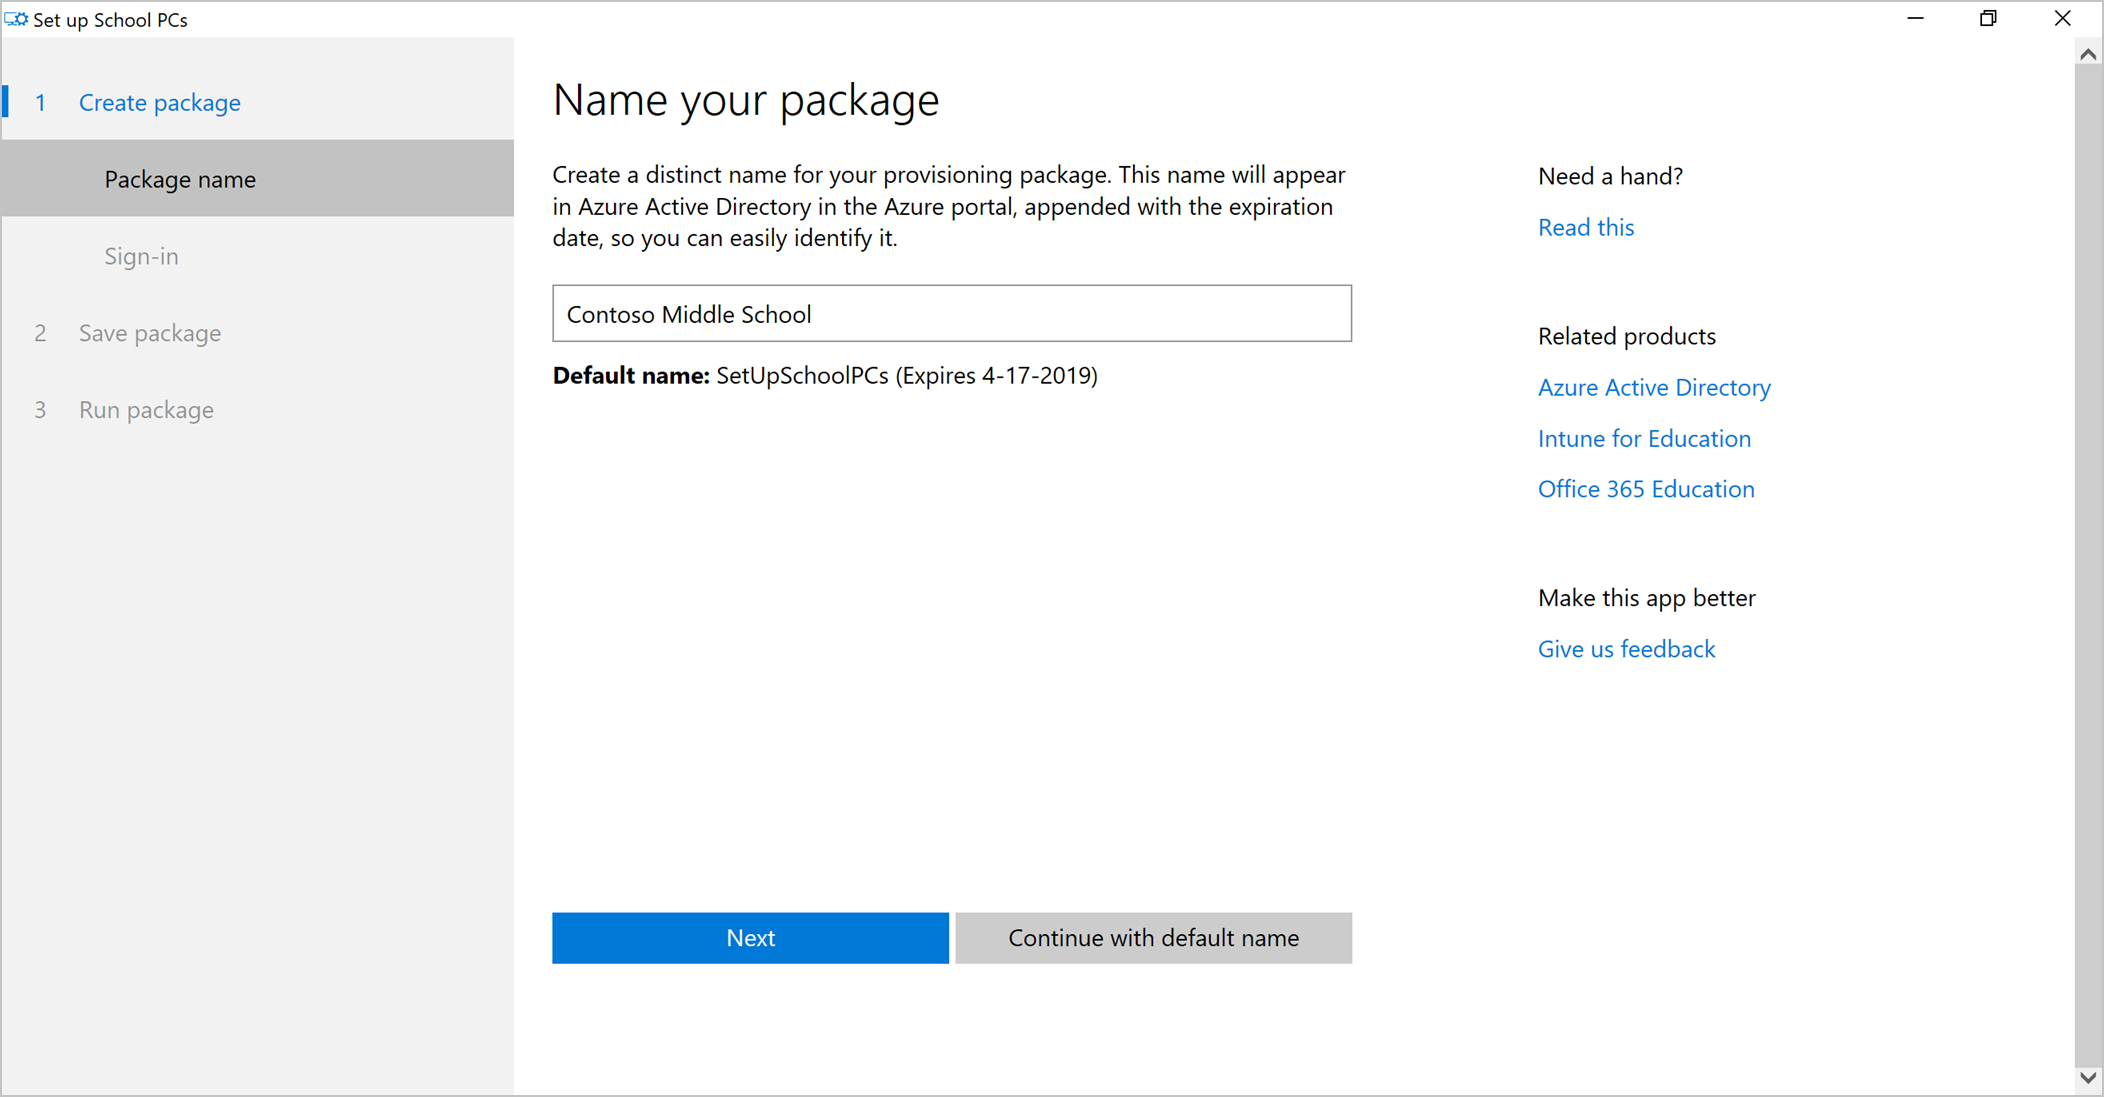 Set up School PCs
1 Create package
Package name
Sign-in
2 Save package
3 Run package
Name your package
Create a distinct name for your provisioning package. This name will appear
in Azure Active Directory in the Azure portal, appended with the expiration
date, so you can easily identify it.
Contoso Middle School
Default name: SetUpSchoolPCs (Expires 4-17-2019)
Next
Continue with default name
Need a hand?
Read this
Related products
Azure Active Directory
Intune for Education
Office 365 Education
Make this app better
Give us feedback